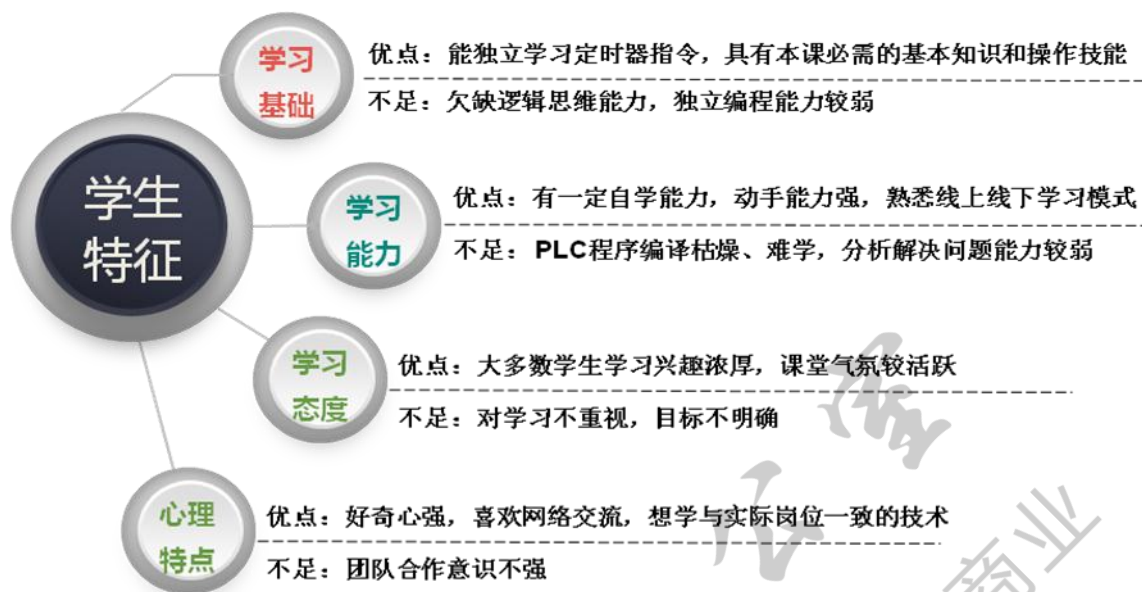 学习
基础
优点：能独立学习定时器指令，具有本课必需的基本知识和操作技能
不足：欠缺逻辑思维能力，独立编程能力较弱
学生
特征
学习
能力
优点：有一定自学能力，动手能力强，熟悉线上线下学习模式
不足：PLC程序编译枯燥、难学，分析解决问题能力较弱
学习
态度
优点：大多数学生学习兴趣浓厚，课堂气氛较活跃
不足：对学习不重视，目标不明确
心理
特点
优点：好奇心强，喜欢网络交流，想学与实际岗位一致的技术
不足：团队合作意识不强
商业